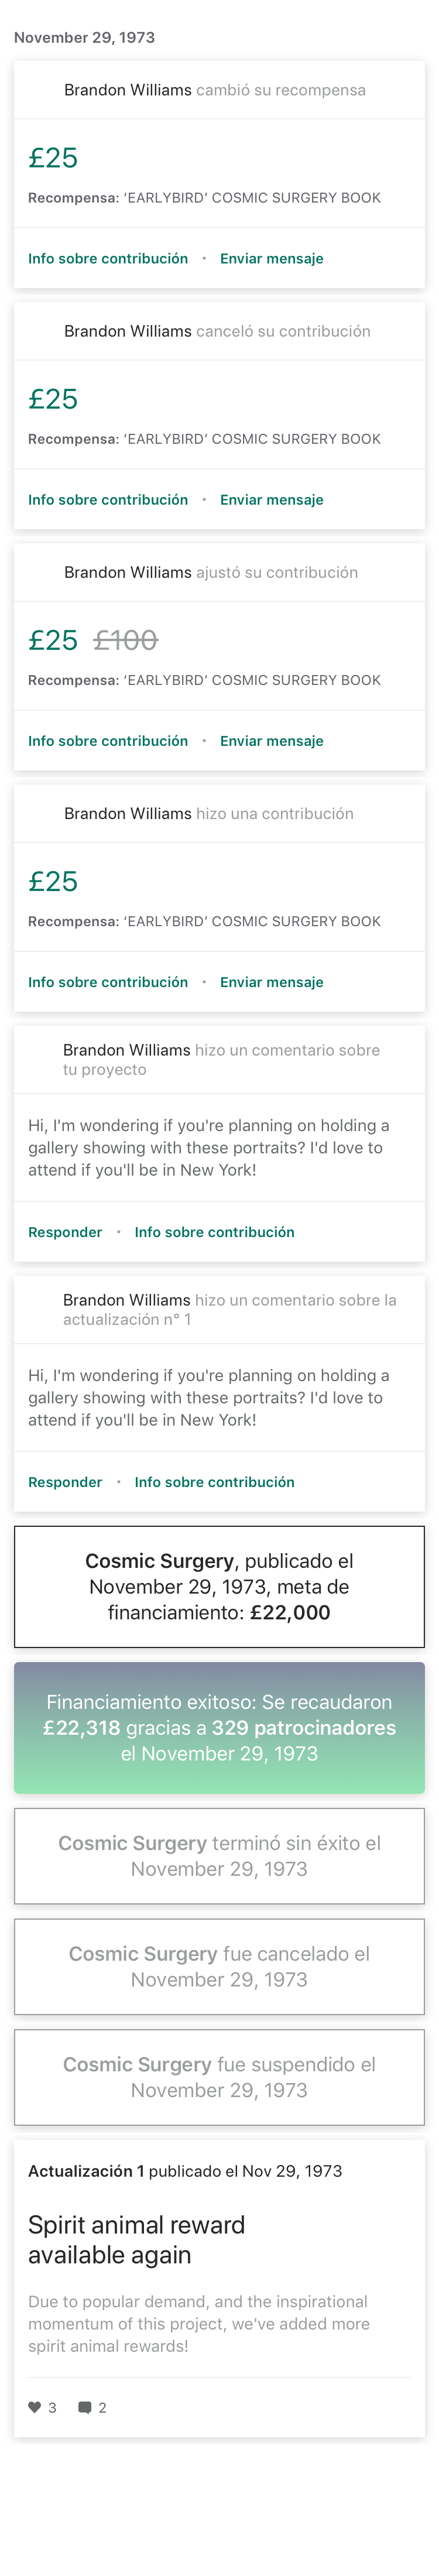 November 29, 1973
Brandon Williams cambió su recompensa
£25
Recompensa: ‘EARLYBIRD’ COSMIC SURGERY BOOK
Info sobre contribución • Enviar mensaje
Brandon Williams canceló su contribución
£25
Recompensa: ‘EARLYBIRD’ COSMIC SURGERY BOOK
Info sobre contribución • Enviar mensaje
Brandon Williams ajustó su contribución
£25 £100
Recompensa: ‘EARLYBIRD’ COSMIC SURGERY BOOK
Info sobre contribución • Enviar mensaje
Brandon Williams hizo una contribución
£25
Recompensa: ‘EARLYBIRD’ COSMIC SURGERY BOOK
Info sobre contribución • Enviar mensaje
Brandon Williams hizo un comentario sobre
tu proyecto
Hi, I'm wondering if you're planning on holding a
gallery showing with these portraits? I'd love to
attend if you'll be in New York!
Responder • Info sobre contribución
Brandon Williams hizo un comentario sobre la
actualización n° 1
Hi, I'm wondering if you're planning on holding a
gallery showing with these portraits? I'd love to
attend if you'll be in New York!
Responder • Info sobre contribución
Cosmic Surgery, publicado el
November 29, 1973, meta de
financiamiento: £22,000
Financiamiento exitoso: Se recaudaron
£22,318 gracias a 329 patrocinadores
el November 29, 1973
Cosmic Surgery terminó sin éxito el
November 29, 1973
Cosmic Surgery fue cancelado el
November 29, 1973
Cosmic Surgery fue suspendido el
November 29, 1973
Actualización 1 publicado el Nov 29, 1973
Spirit animal reward
available again
Due to popular demand, and the inspirational
momentum of this project, we've added more
spirit animal rewards!
3 2